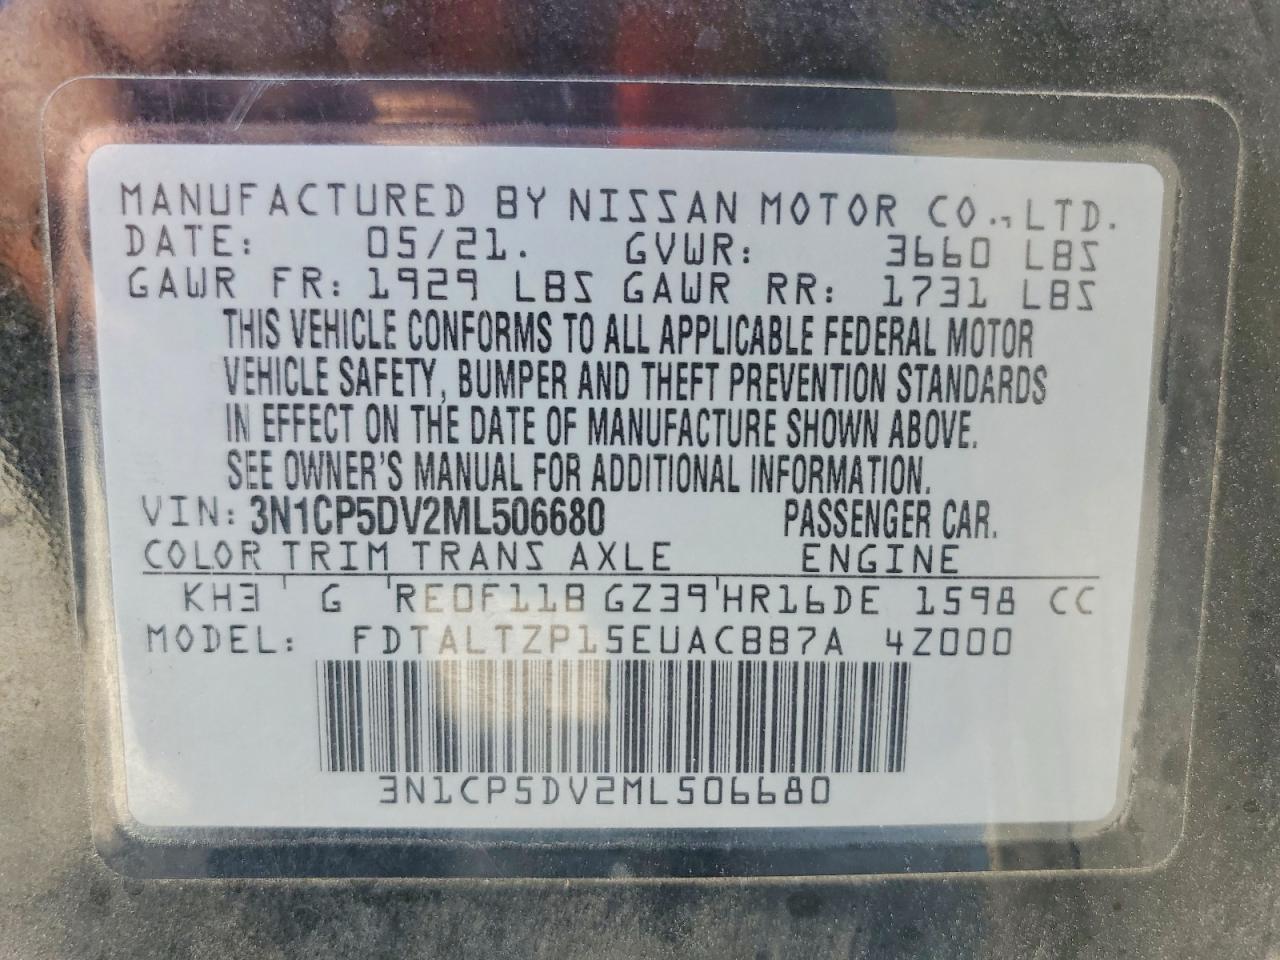 MANUFACTURED BY NISSAN MOTOR CO., LTD.
DATE: 05/21. GVWR: 3660 LBS
GAWR FR: 1929 LBS GAWR RR: 1731 LBS
THIS VEHICLE CONFORMS TO ALL APPLICABLE FEDERAL MOTOR
VEHICLE SAFETY, BUMPER AND THEFT PREVENTION STANDARDS
IN EFFECT ON THE DATE OF MANUFACTURE SHOWN ABOVE.
SEE OWNER'S MANUAL FOR ADDITIONAL INFORMATION.
VIN: 3N1CP5DV2ML506680 PASSENGER CAR.
COLOR TRIM TRANS AXLE ENGINE
KH3 G RE0F11B GZ39 HR16DE 1598 CC
MODEL: FDTALTZP15EUACBB7A 4Z000
3N1CP5DV2ML506680